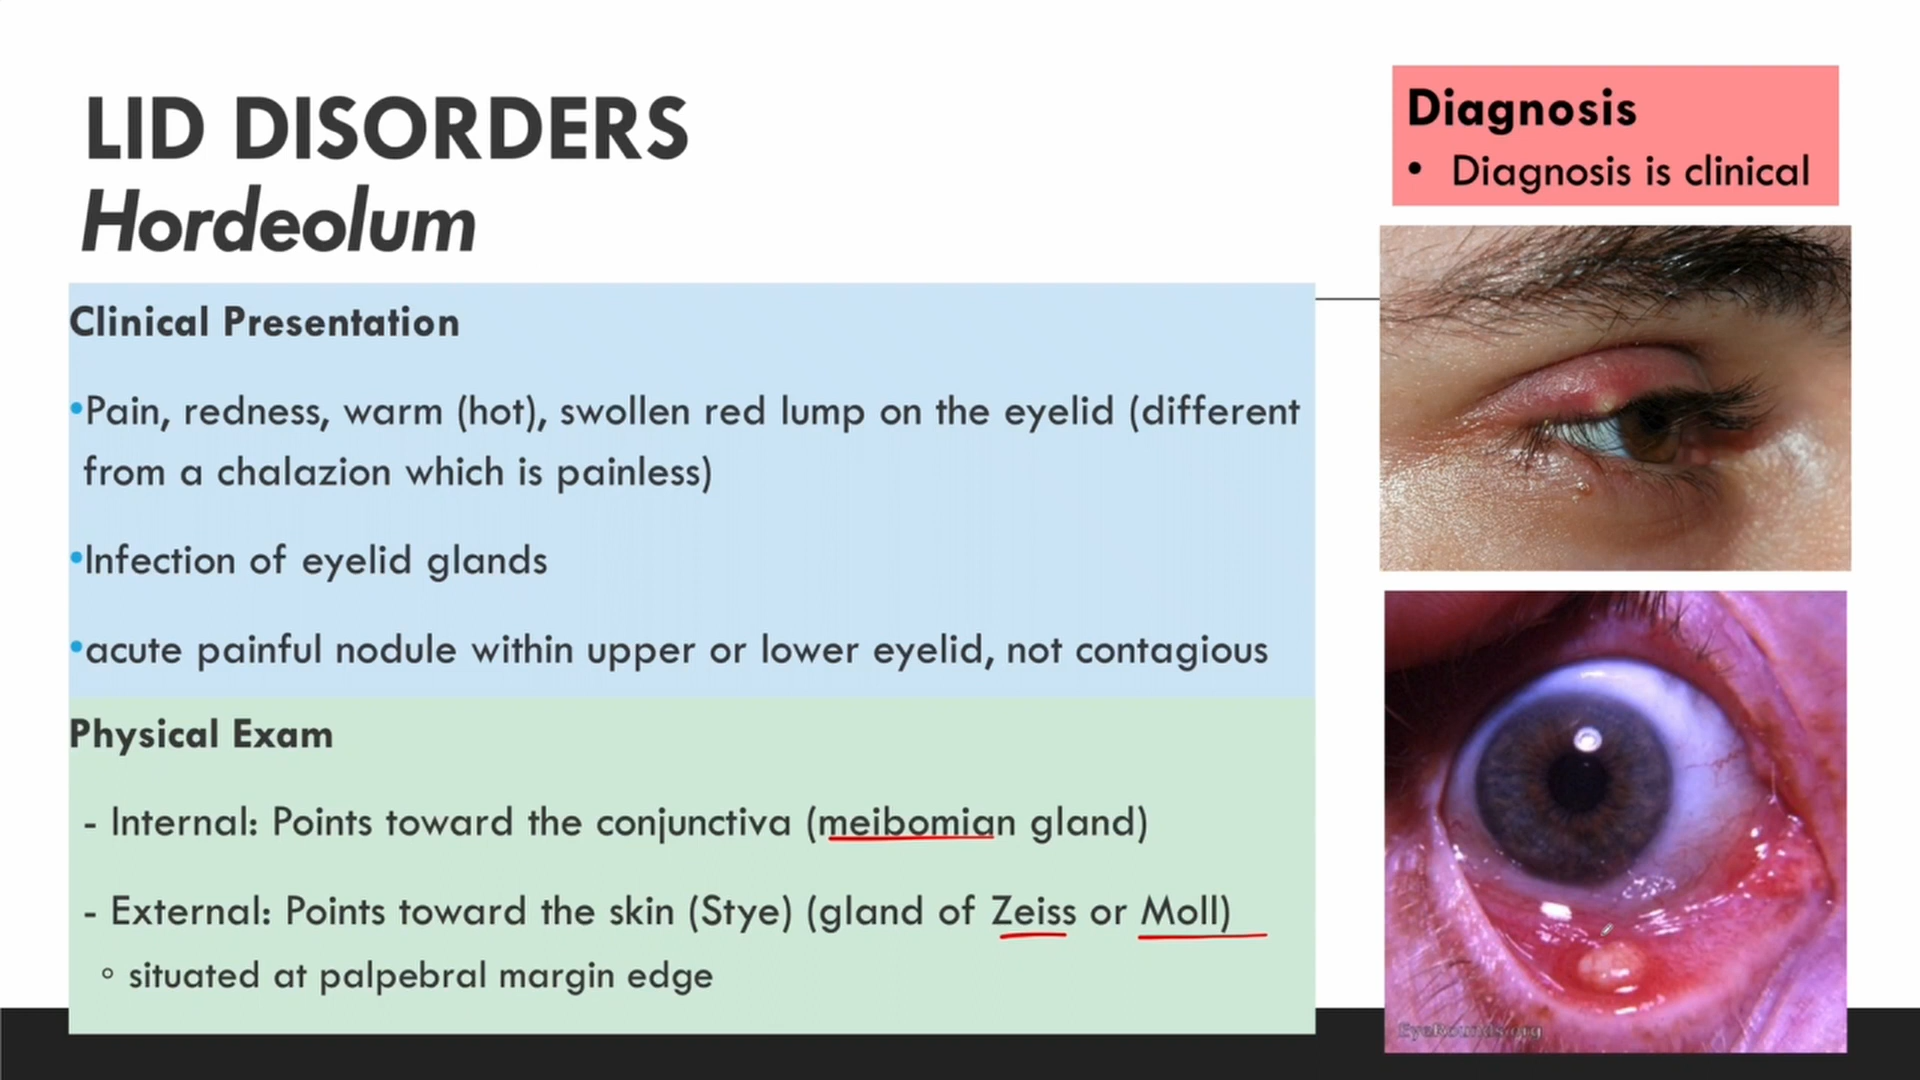 LID DISORDERS
Hordeolum
Diagnosis
• Diagnosis is clinical
Clinical Presentation
•Pain, redness, warm (hot), swollen red lump on the eyelid (different
from a chalazion which is painless)
•Infection of eyelid glands
•acute painful nodule within upper or lower eyelid, not contagious
Physical Exam
- Internal: Points toward the conjunctiva (meibomian gland)
- External: Points toward the skin (Stye) (gland of Zeiss or Moll)
◦ situated at palpebral margin edge
EyeRounds.org